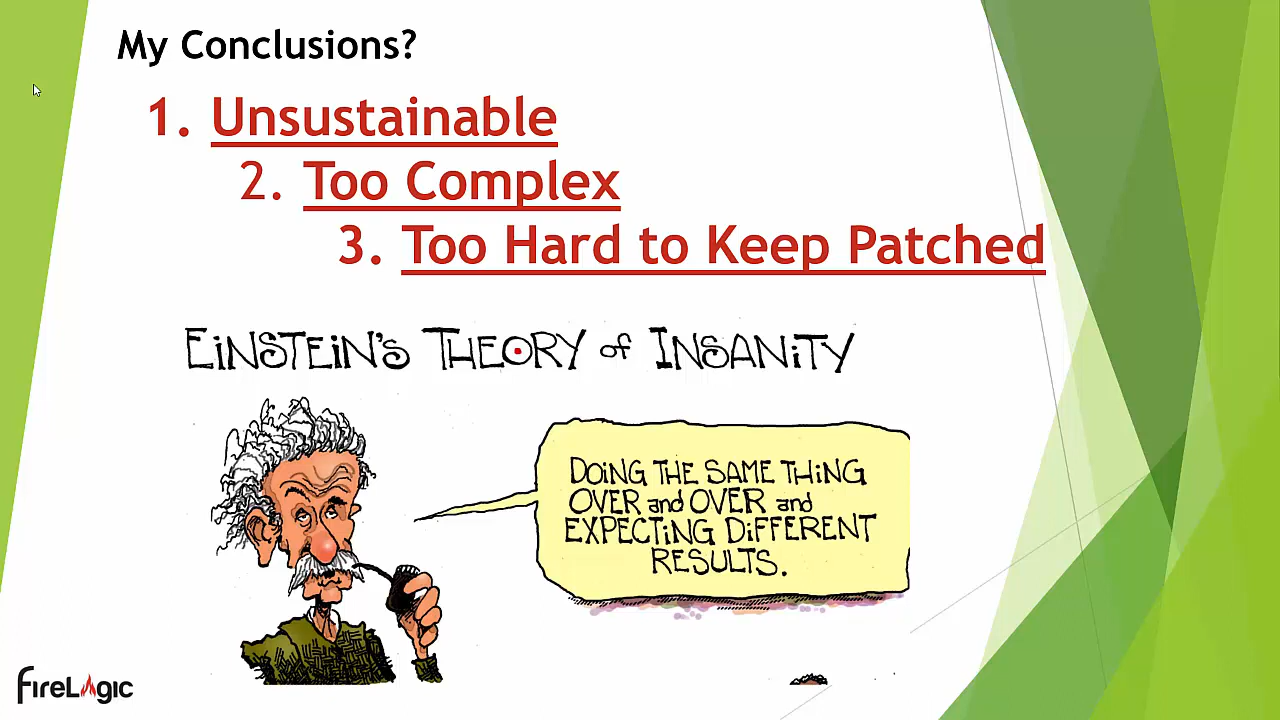 My Conclusions?
1. Unsustainable
2. Too Complex
3. Too Hard to Keep Patched
EiNSTEiN'S THEORY of INSANiTY
DOiNG THE SAME THiNG
OVER and OVER and
EXPECTiNG DiFFERENT
RESULTS.
FireLogic